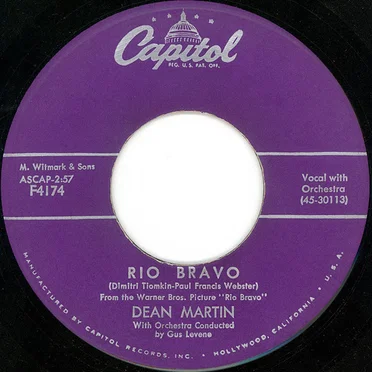 Capitol
REG. U.S. PAT. OFF.
M. Witmark & Sons
ASCAP-2:57
F4174
Vocal with
Orchestra
(45-30113)
RIO BRAVO
(Dimitri Tiomkin-Paul Francis Webster)
From the Warner Bros. Picture "Rio Bravo"
DEAN MARTIN
With Orchestra Conducted
by
Gus Levene
MANUFACTURED BY CAPITOL RECORDS, INC. • HOLLYWOOD, CALIFORNIA • U.S.A.